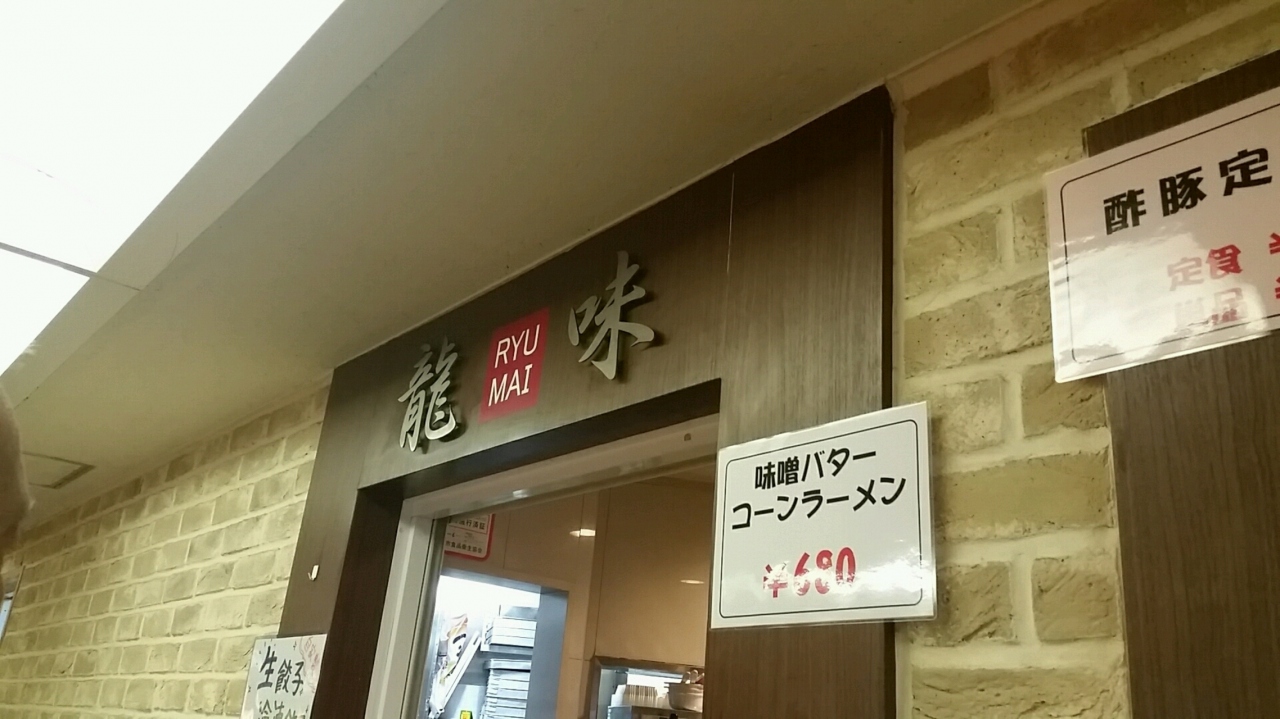 龍 味
RYU
MAI
味噌バター
コーンラーメン
¥680
酢豚定
定食
生餃子